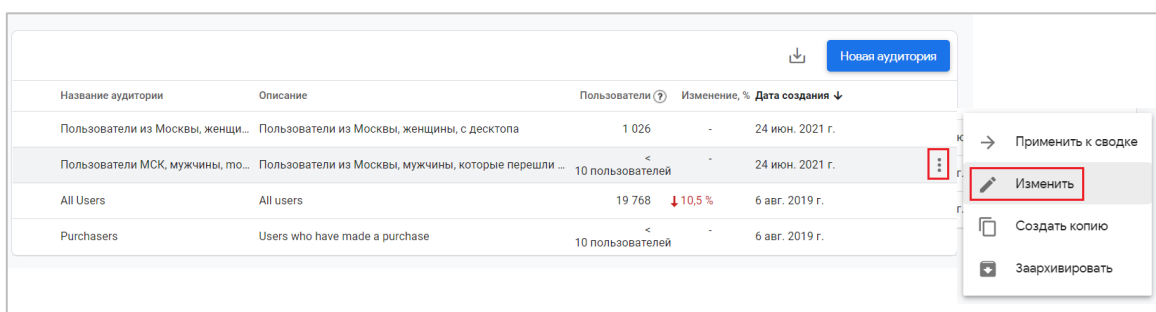 Новая аудитория
Название аудитории Описание Пользователи ? Изменение, % Дата создания ↓
Пользователи из Москвы, женщи... Пользователи из Москвы, женщины, с десктопа 1 026 - 24 июн. 2021 г.
Пользователи МСК, мужчины, mo... Пользователи из Москвы, мужчины, которые перешли ... < 10 пользователей - 24 июн. 2021 г.
All Users All users 19 768 ↓ 10,5 % 6 авг. 2019 г.
Purchasers Users who have made a purchase < 10 пользователей - 6 авг. 2019 г.
Применить к сводке
Изменить
Создать копию
Заархивировать